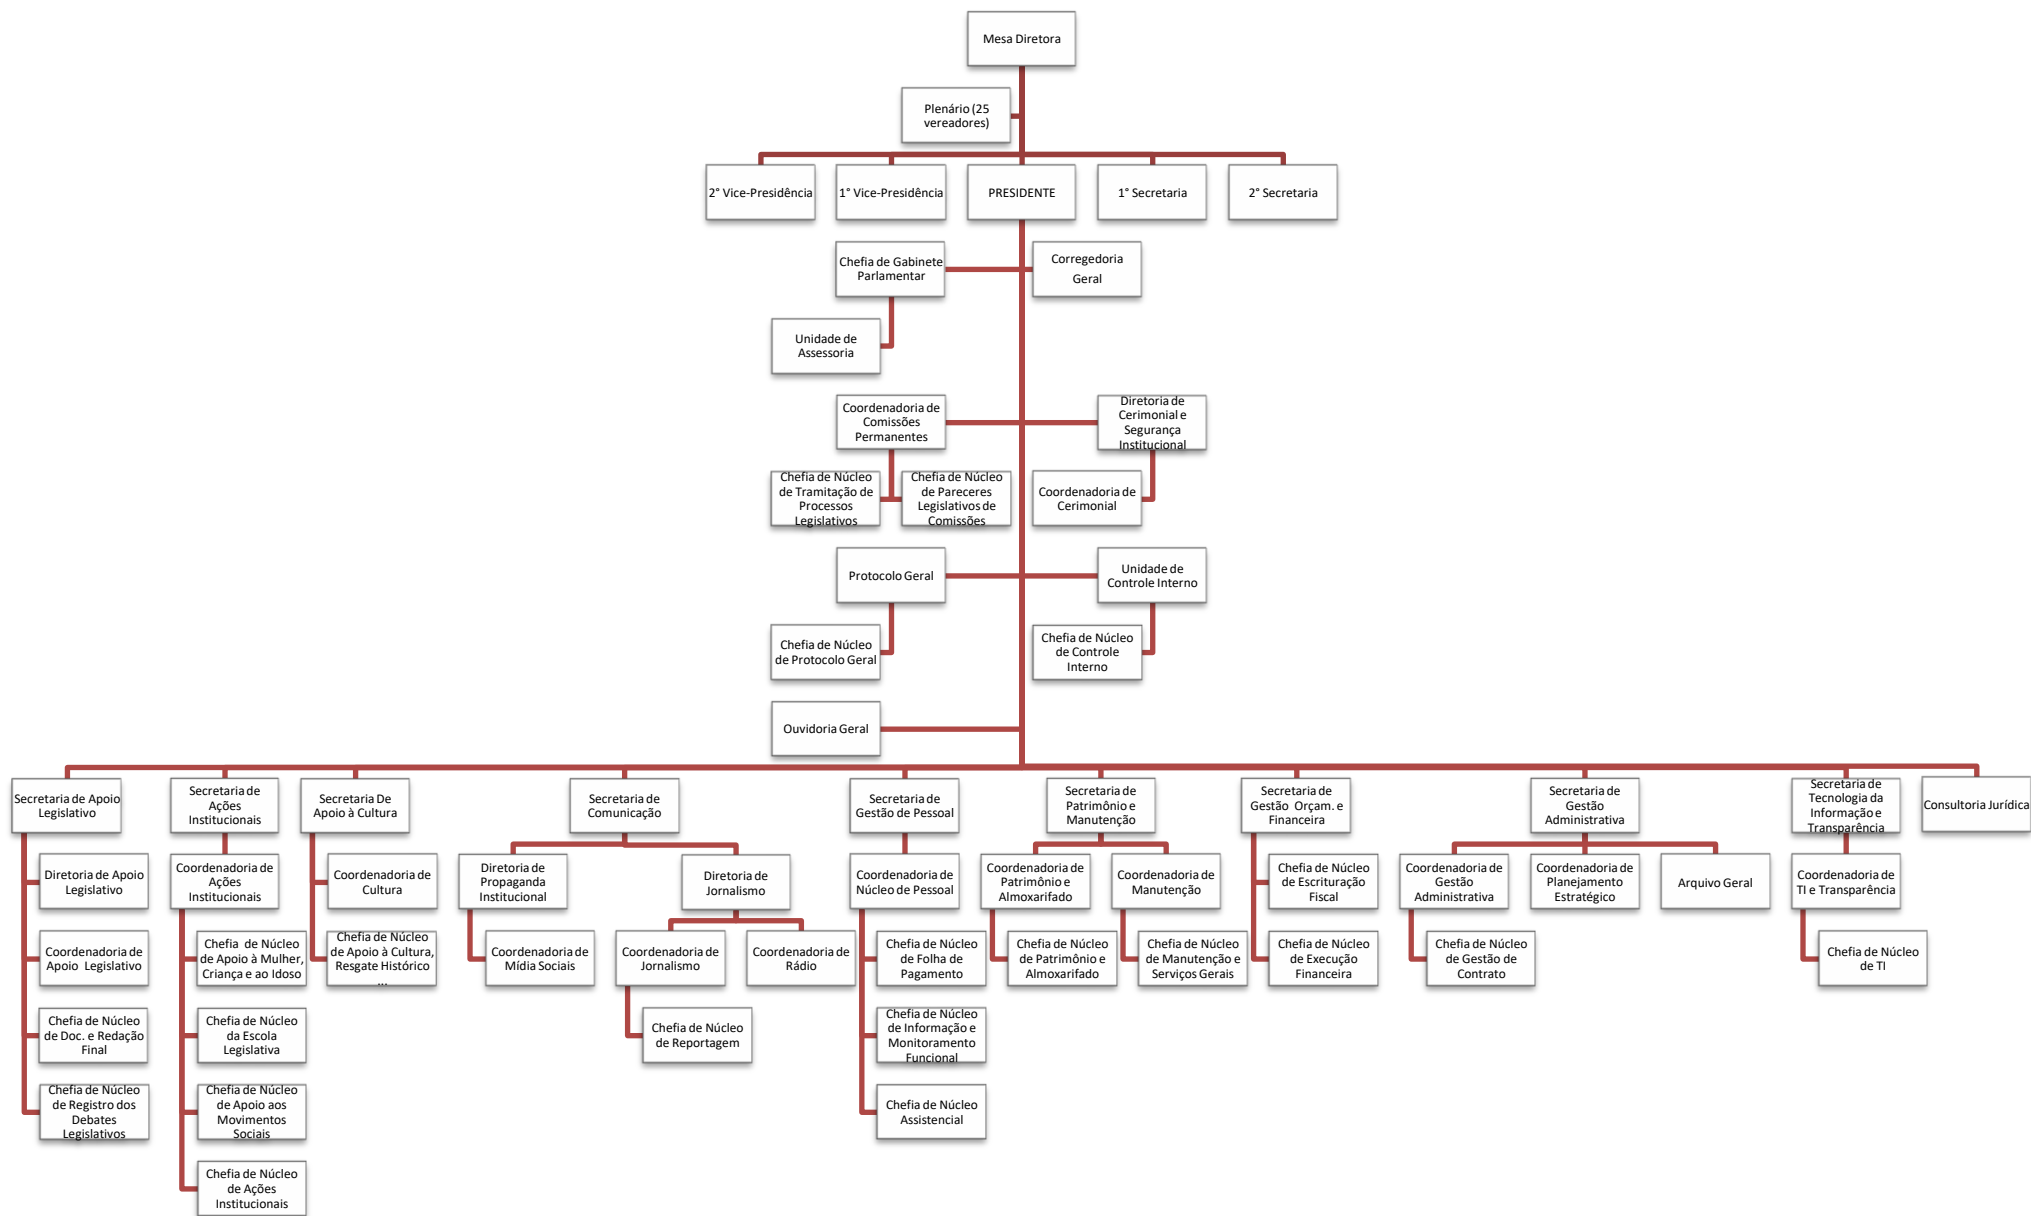 Mesa Diretora
Plenário (25
vereadores)
2° Vice-Presidência
1° Vice-Presidência
PRESIDENTE
1° Secretaria
2° Secretaria
Chefia de Gabinete
Parlamentar
Corregedoria
Geral
Unidade de
Assessoria
Coordenadoria de
Comissões
Permanentes
Diretoria de
Cerimonial e
Segurança
Institucional
Chefia de Núcleo
de Tramitação de
Processos
Legislativos
Chefia de Núcleo
de Pareceres
Legislativos de
Comissões
Coordenadoria de
Cerimonial
Protocolo Geral
Unidade de
Controle Interno
Chefia de Núcleo
de Protocolo Geral
Chefia de Núcleo
de Controle
Interno
Ouvidoria Geral
Secretaria de Apoio
Legislativo
Secretaria de
Ações
Institucionais
Secretaria De
Apoio à Cultura
Secretaria de
Comunicação
Secretaria de
Gestão de Pessoal
Secretaria de
Patrimônio e
Manutenção
Secretaria de
Gestão Orçam. e
Financeira
Secretaria de
Gestão
Administrativa
Secretaria de
Tecnologia da
Informação e
Transparência
Consultoria Jurídica
Diretoria de Apoio
Legislativo
Coordenadoria de
Ações
Institucionais
Coordenadoria de
Cultura
Diretoria de
Propaganda
Institucional
Diretoria de
Jornalismo
Coordenadoria de
Núcleo de Pessoal
Coordenadoria de
Patrimônio e
Almoxarifado
Coordenadoria de
Manutenção
Chefia de Núcleo
de Escrituração
Fiscal
Coordenadoria de
Gestão
Administrativa
Coordenadoria de
Planejamento
Estratégico
Arquivo Geral
Coordenadoria de
TI e Transparência
Coordenadoria de
Apoio Legislativo
Chefia de Núcleo
de Apoio à Mulher,
Criança e ao Idoso
Chefia de Núcleo
de Apoio à Cultura,
Resgate Histórico
...
Coordenadoria de
Mídia Sociais
Coordenadoria de
Jornalismo
Coordenadoria de
Rádio
Chefia de Núcleo
de Folha de
Pagamento
Chefia de Núcleo
de Patrimônio e
Almoxarifado
Chefia de Núcleo
de Manutenção e
Serviços Gerais
Chefia de Núcleo
de Execução
Financeira
Chefia de Núcleo
de Gestão de
Contrato
Chefia de Núcleo
de TI
Chefia de Núcleo
de Doc. e Redação
Final
Chefia de Núcleo
da Escola
Legislativa
Chefia de Núcleo
de Reportagem
Chefia de Núcleo
de Informação e
Monitoramento
Funcional
Chefia de Núcleo
de Registro dos
Debates
Legislativos
Chefia de Núcleo
de Apoio aos
Movimentos
Sociais
Chefia de Núcleo
Assistencial
Chefia de Núcleo
de Ações
Institucionais